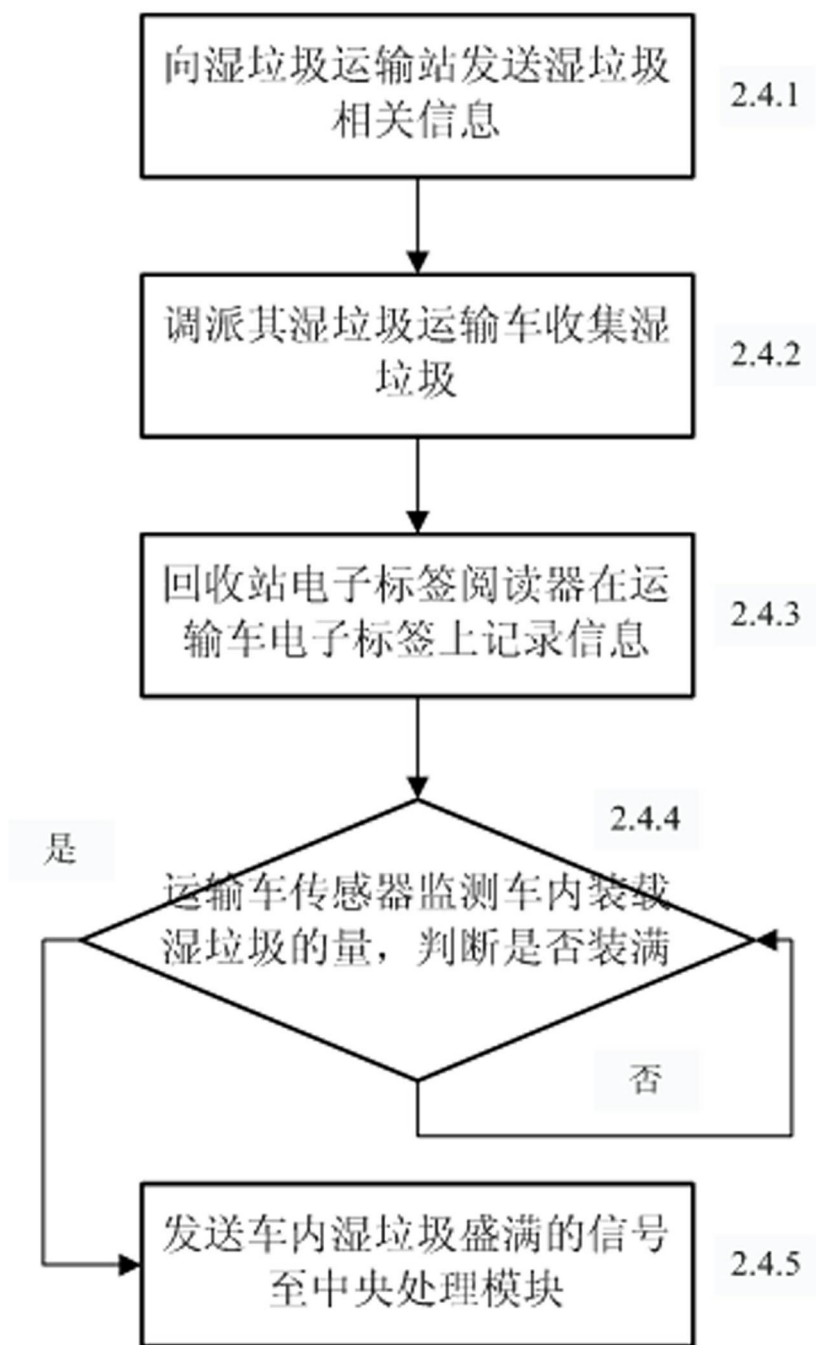 向湿垃圾运输站发送湿垃圾
相关信息
2.4.1
调派其湿垃圾运输车收集湿
垃圾
2.4.2
回收站电子标签阅读器在运
输车电子标签上记录信息
2.4.3
2.4.4
是
运输车传感器监测车内装载
湿垃圾的量，判断是否装满
否
发送车内湿垃圾盛满的信号
至中央处理模块
2.4.5